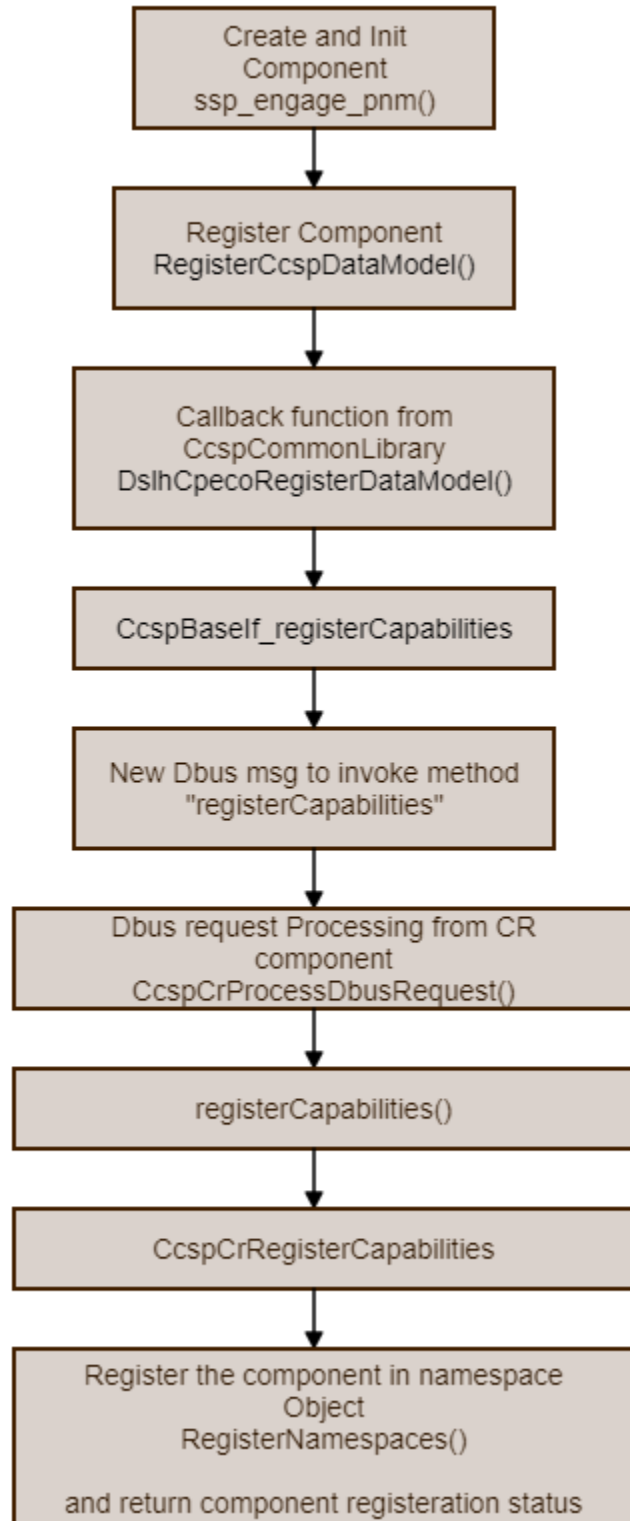 Create and Init
Component
ssp_engage_pnm()
Register Component
RegisterCcspDataModel()
Callback function from
CcspCommonLibrary
DslhCpecoRegisterDataModel()
CcspBaseIf_registerCapabilities
New Dbus msg to invoke method
"registerCapabilities"
Dbus request Processing from CR
component
CcspCrProcessDbusRequest()
registerCapabilities()
CcspCrRegisterCapabilities
Register the component in namespace
Object
RegisterNamespaces()
and return component registeration status